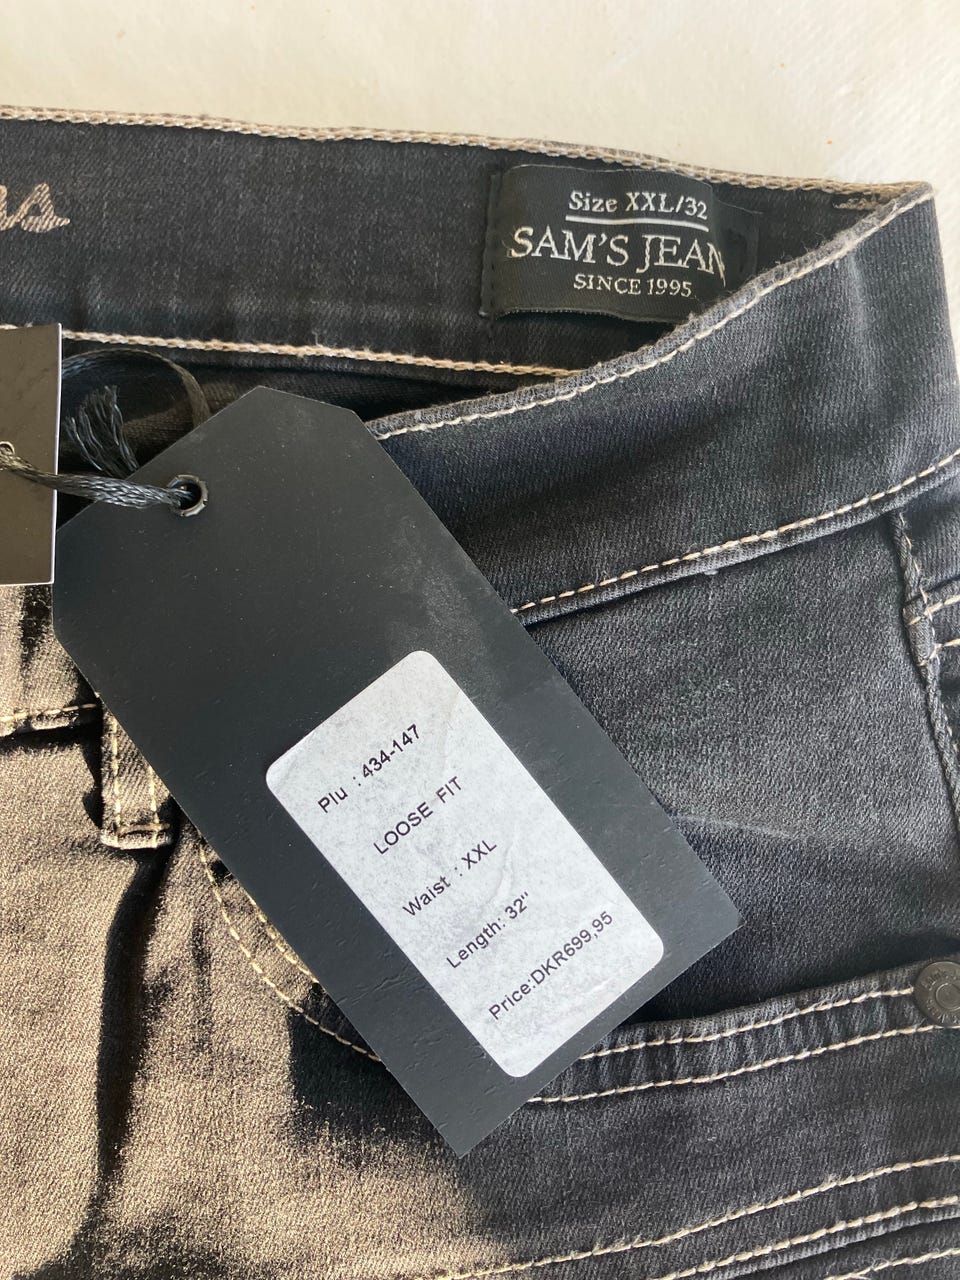 Size XXL/32
SAM'S JEAN
SINCE 1995
Plu : 434-147
LOOSE FIT
Waist : XXL
Length: 32"
Price:DKR699,95